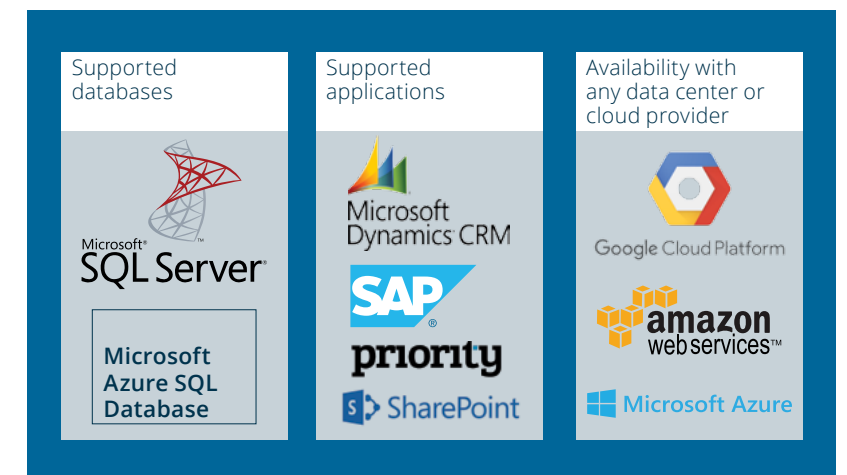 Supported
databases
Microsoft®
SQL Server®
Microsoft
Azure SQL
Database
Supported
applications
Microsoft
Dynamics CRM
SAP®
priority
SharePoint
Availability with
any data center or
cloud provider
Google Cloud Platform
amazon
web services™
Microsoft Azure